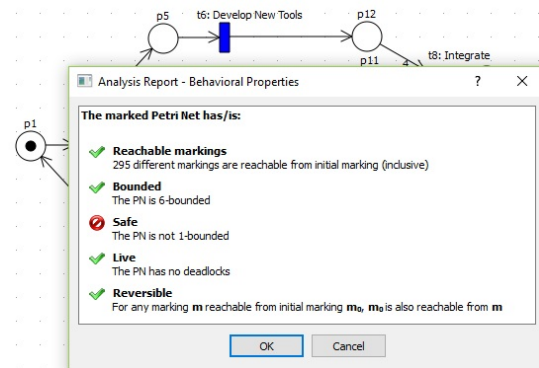 p5
t6: Develop New Tools
p12
p11
4
t8: Integrate
Analysis Report - Behavioral Properties
?
p1
The marked Petri Net has/is:
Reachable markings
295 different markings are reachable from initial marking (inclusive)
Bounded
The PN is 6-bounded
Safe
The PN is not 1-bounded
Live
The PN has no deadlocks
Reversible
For any marking m reachable from initial marking m₀, m₀ is also reachable from m
OK
Cancel